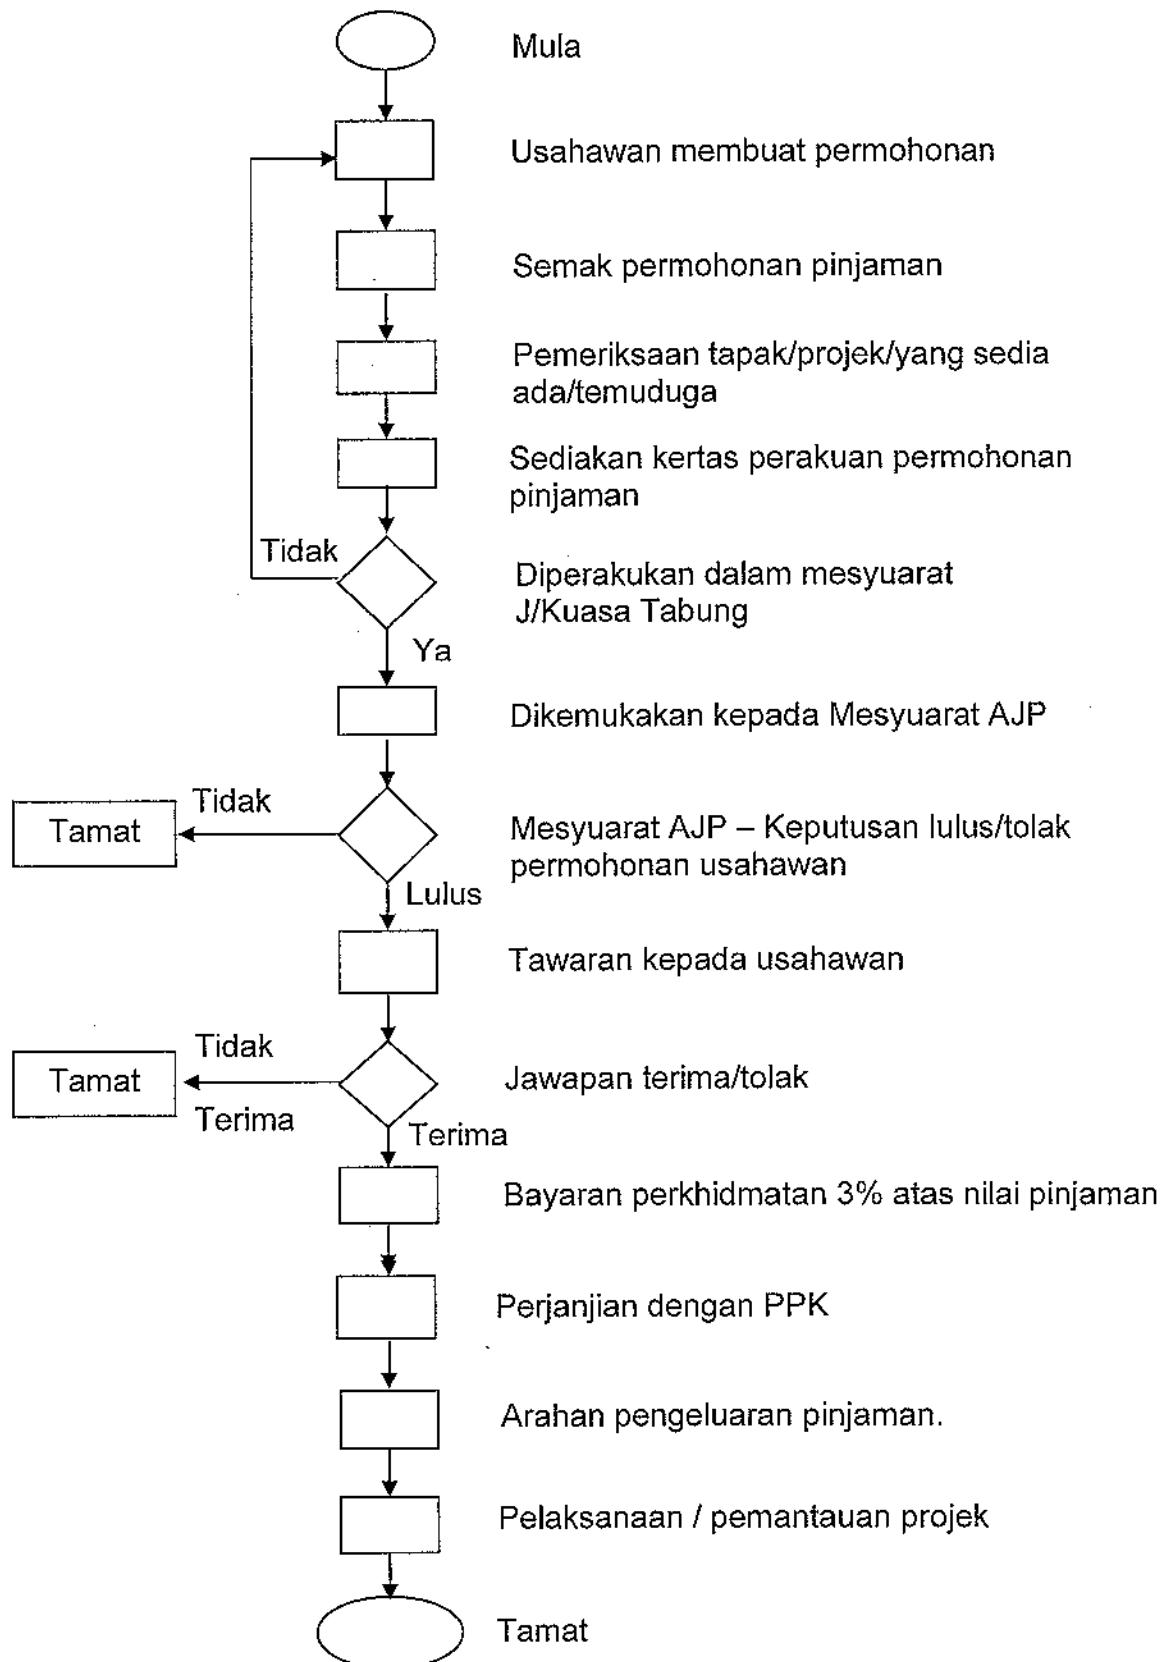 Mula
Usahawan membuat permohonan
Semak permohonan pinjaman
Pemeriksaan tapak/projek/yang sedia
ada/temuduga
Sediakan kertas perakuan permohonan
pinjaman
Tidak
Diperakukan dalam mesyuarat
J/Kuasa Tabung
Ya
Dikemukakan kepada Mesyuarat AJP
Tidak
Tamat
Mesyuarat AJP – Keputusan lulus/tolak
permohonan usahawan
Lulus
Tawaran kepada usahawan
Tidak
Tamat
Jawapan terima/tolak
Terima
Terima
Bayaran perkhidmatan 3% atas nilai pinjaman
Perjanjian dengan PPK
Arahan pengeluaran pinjaman.
Pelaksanaan / pemantauan projek
Tamat